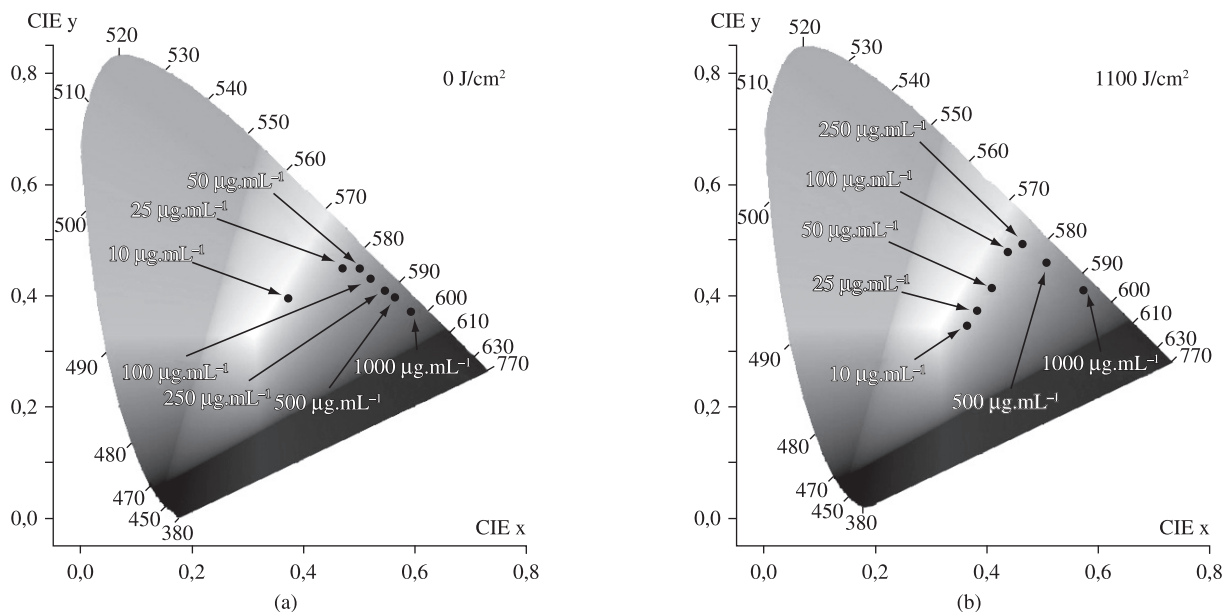 CIE y
0 J/cm²
520
530
510
540
550
560
50 µg.mL⁻¹
570
25 µg.mL⁻¹
500
580
10 µg.mL⁻¹
590
600
610
490
630
770
1000 µg.mL⁻¹
100 µg.mL⁻¹
250 µg.mL⁻¹
500 µg.mL⁻¹
480
470
450
380
CIE x
0,8
0,6
0,4
0,2
0,0
0,0
0,2
0,4
0,6
0,8
(a)
CIE y
1100 J/cm²
520
530
510
540
550
250 µg.mL⁻¹
560
100 µg.mL⁻¹
570
500
50 µg.mL⁻¹
580
25 µg.mL⁻¹
590
600
610
490
630
770
1000 µg.mL⁻¹
10 µg.mL⁻¹
500 µg.mL⁻¹
480
470
450
380
CIE x
0,8
0,6
0,4
0,2
0,0
0,0
0,2
0,4
0,6
0,8
(b)